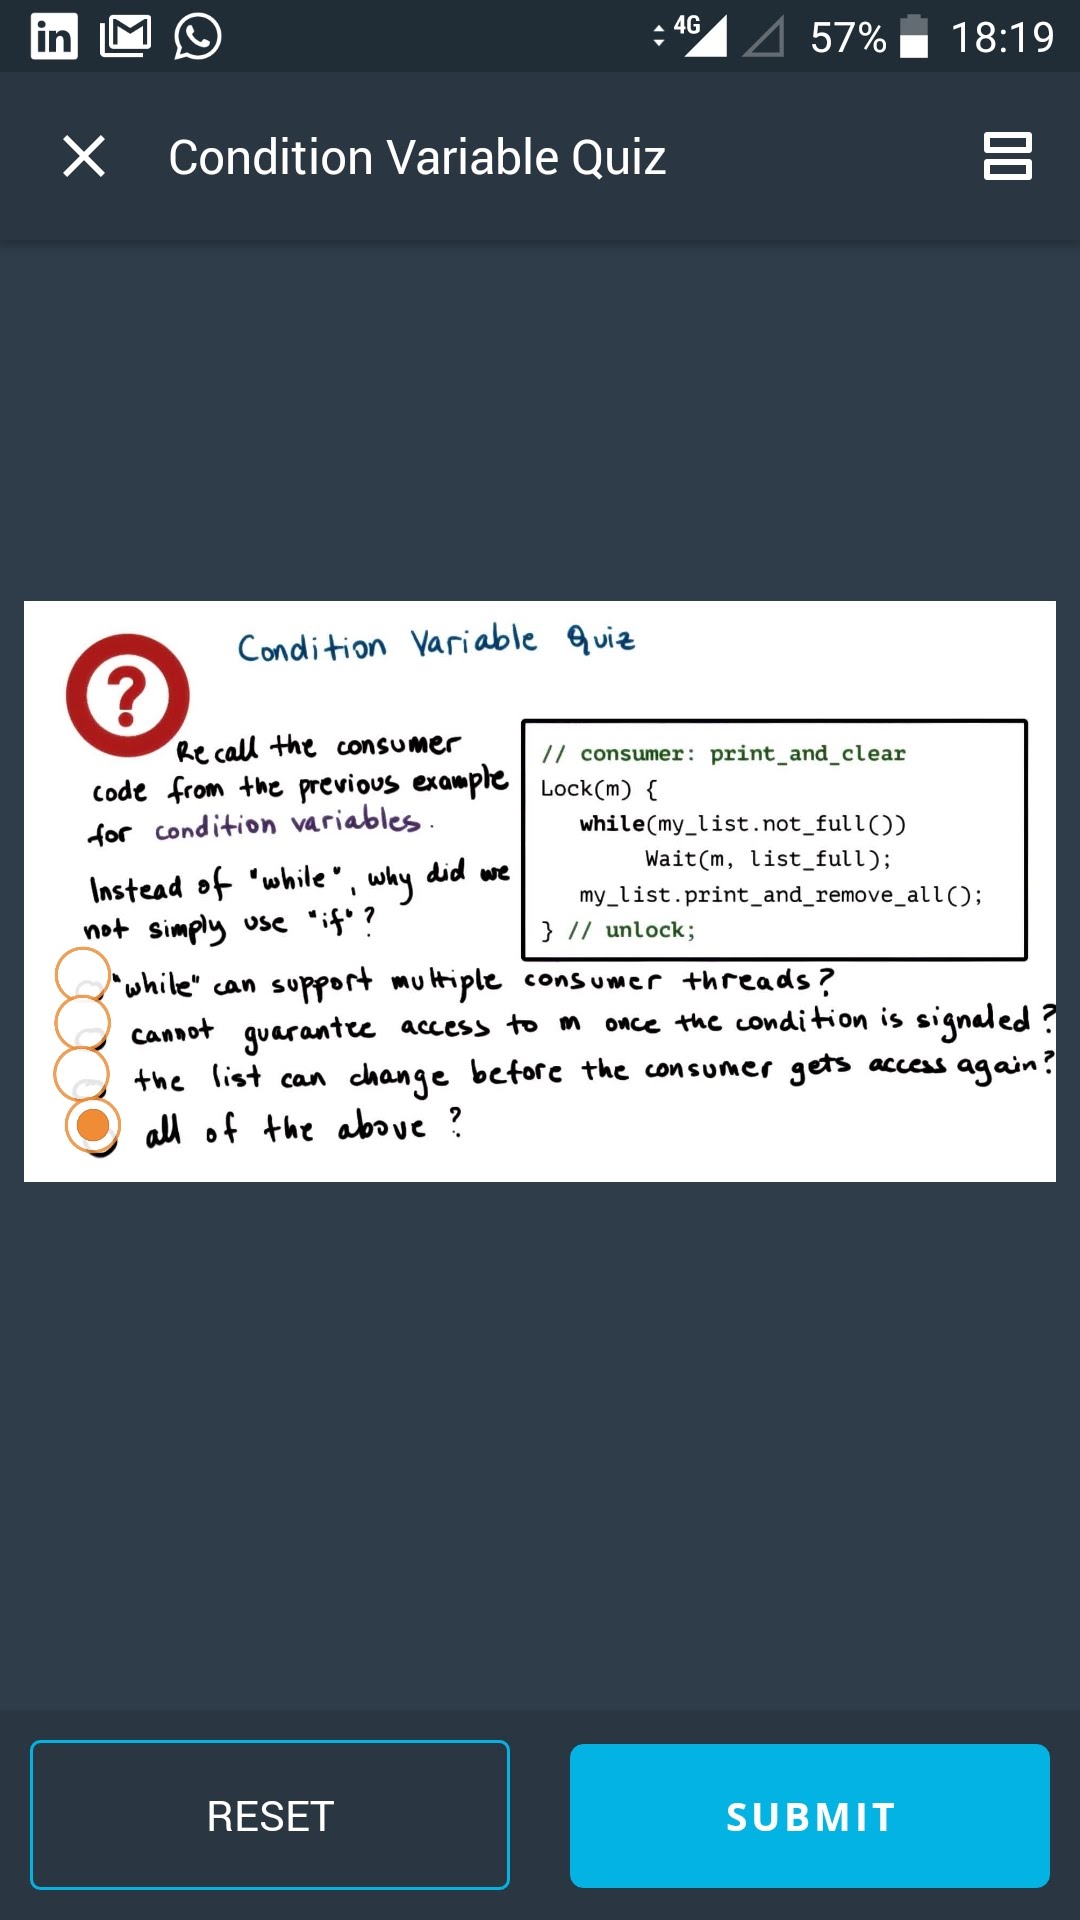 in 4G 57% 18:19
Condition Variable Quiz
Condition Variable Quiz
?
Recall the consumer
code from the previous example
for condition variables.
Instead of "while", why did we
not simply use "if"?
// consumer: print_and_clear
Lock(m) {
while(my_list.not_full())
Wait(m, list_full);
my_list.print_and_remove_all();
} // unlock;
"while" can support multiple consumer threads?
cannot guarantee access to m once the condition is signaled?
the list can change before the consumer gets access again?
all of the above?
RESET
SUBMIT